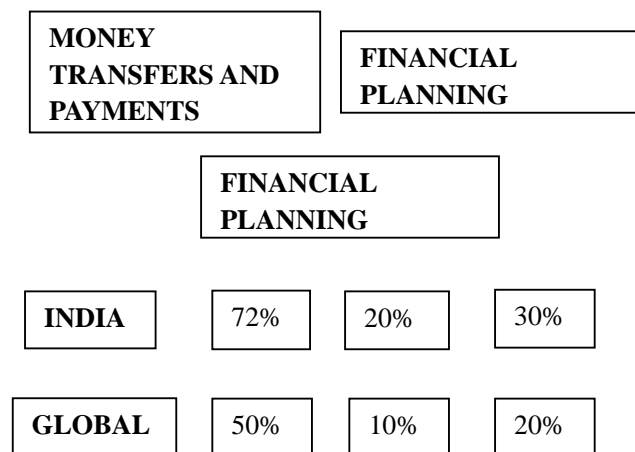 MONEY
TRANSFERS AND
PAYMENTS
FINANCIAL
PLANNING
FINANCIAL
PLANNING
INDIA 72% 20% 30%
GLOBAL 50% 10% 20%